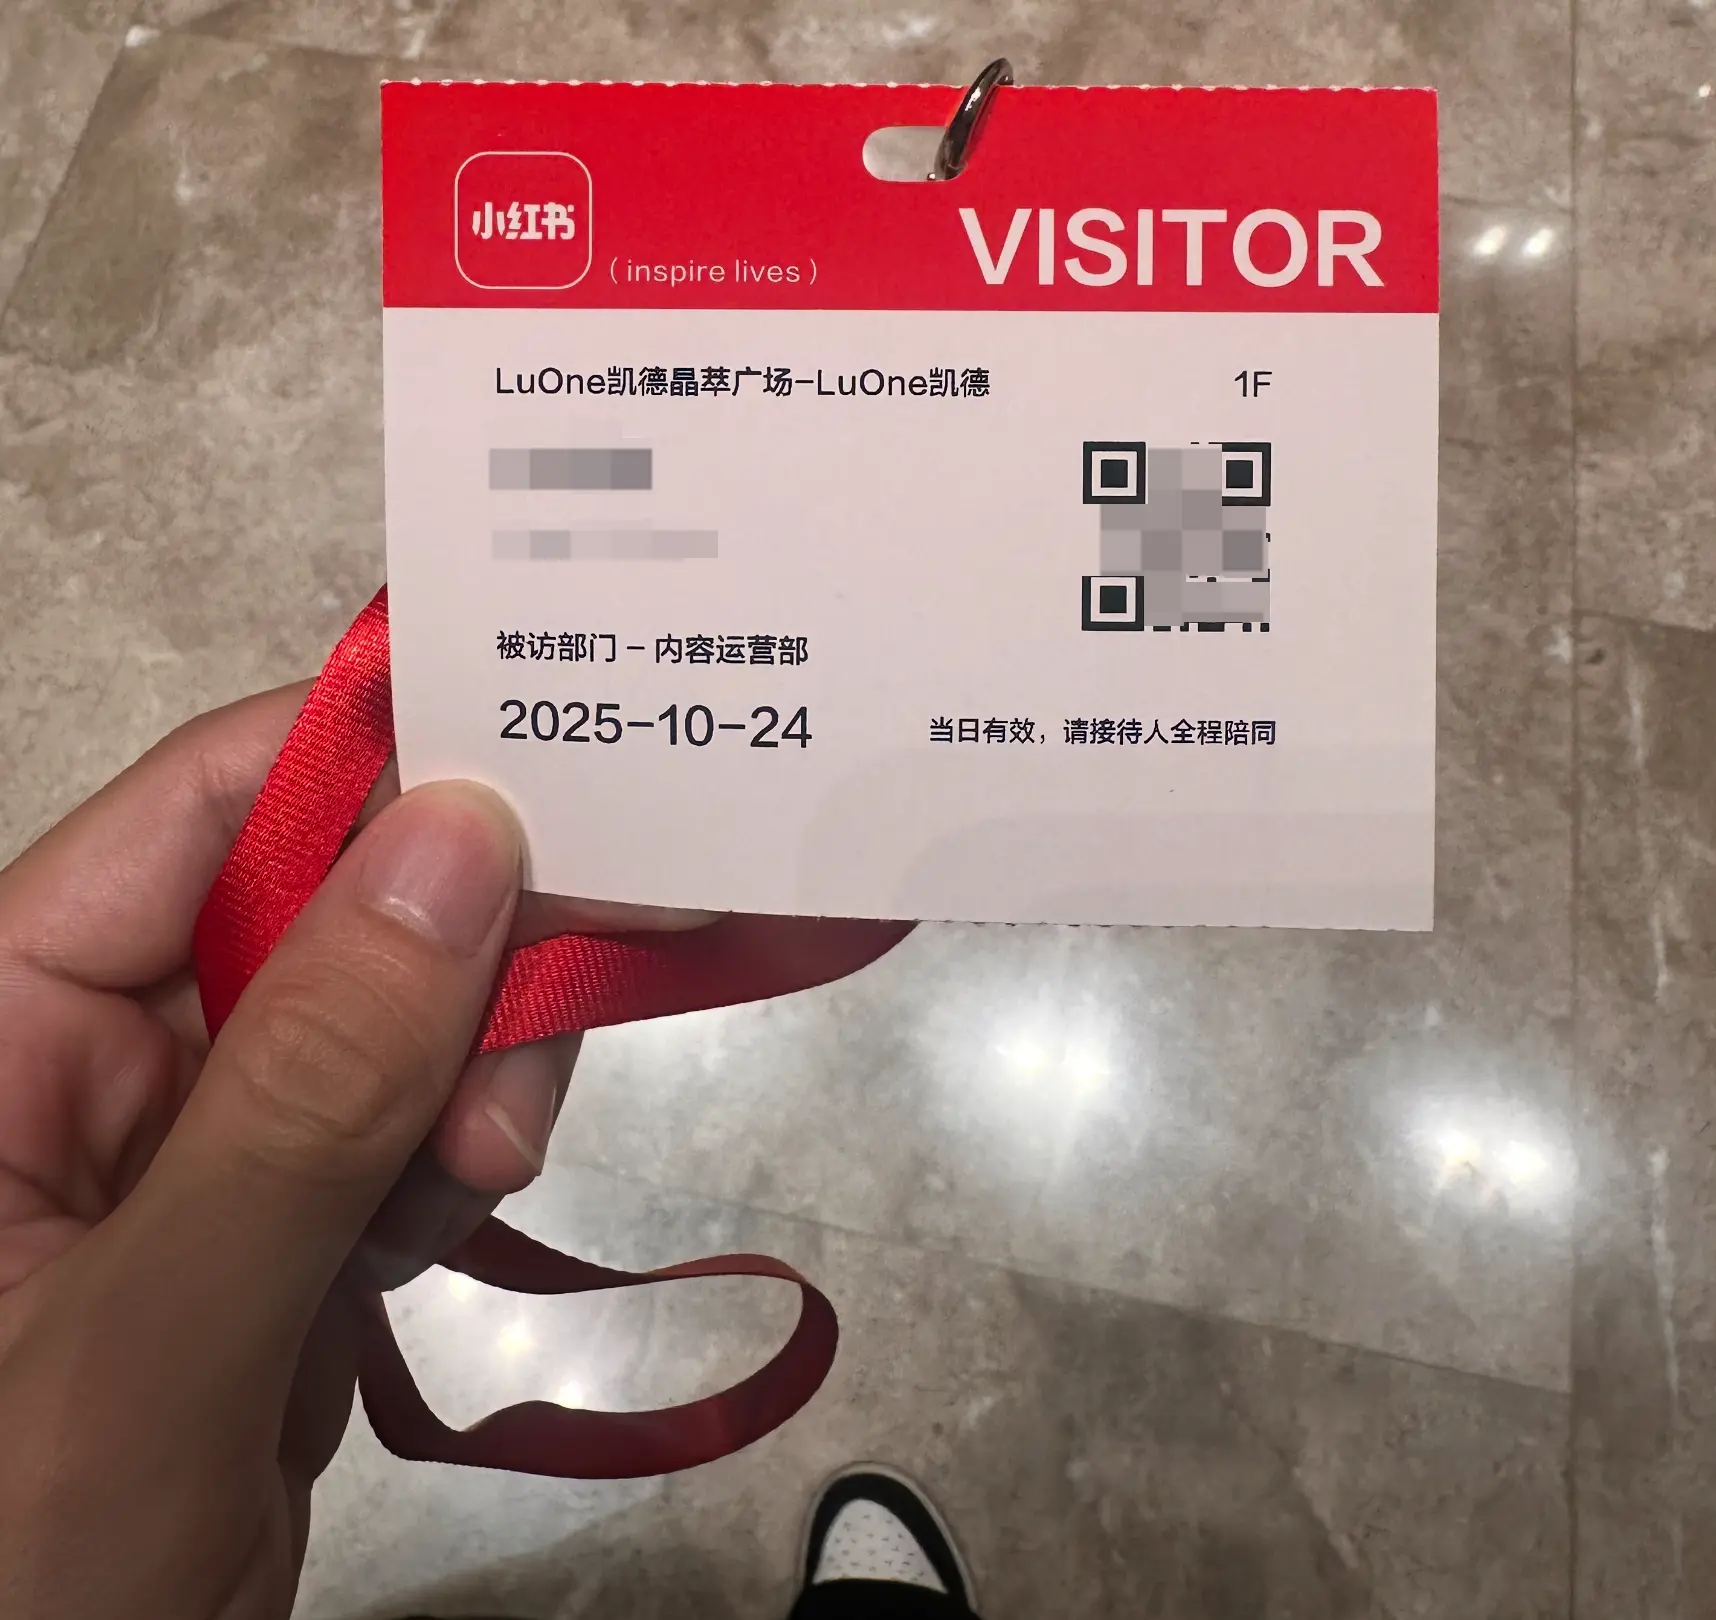 小红书
( inspire lives )
VISITOR
LuOne凯德晶萃广场-LuOne凯德
1F
被访部门 - 内容运营部
2025-10-24
当日有效，请接待人全程陪同